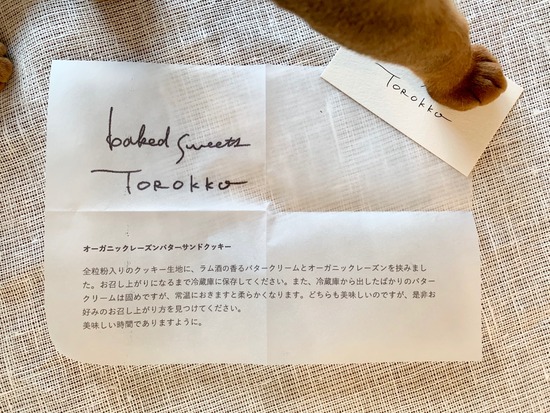 baked sweets
TOROKKO
TOROKKO
オーガニックレーズンバターサンドクッキー
全粒粉入りのクッキー生地に、ラム酒の香るバタークリームとオーガニックレーズンを挟みまし
た。お召し上がりになるまで冷蔵庫に保存してください。また、冷蔵庫から出したばかりのバター
クリームは固めですが、常温におきますと柔らかくなります。どちらも美味しいのですが、是非お
好みのお召し上がり方を見つけてください。
美味しい時間でありますように。